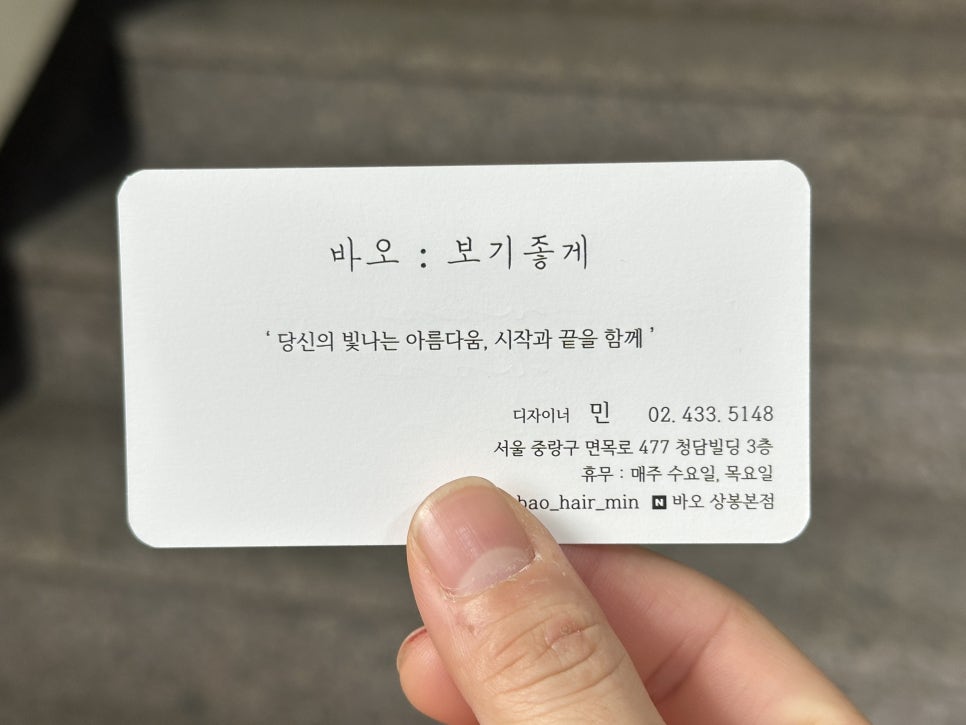 바오 : 보기좋게
‘ 당신의 빛나는 아름다움, 시작과 끝을 함께 ’
디자이너 민 02. 433. 5148
서울 중랑구 면목로 477 청담빌딩 3층
휴무 : 매주 수요일, 목요일
bao_hair_min N 바오 상봉본점